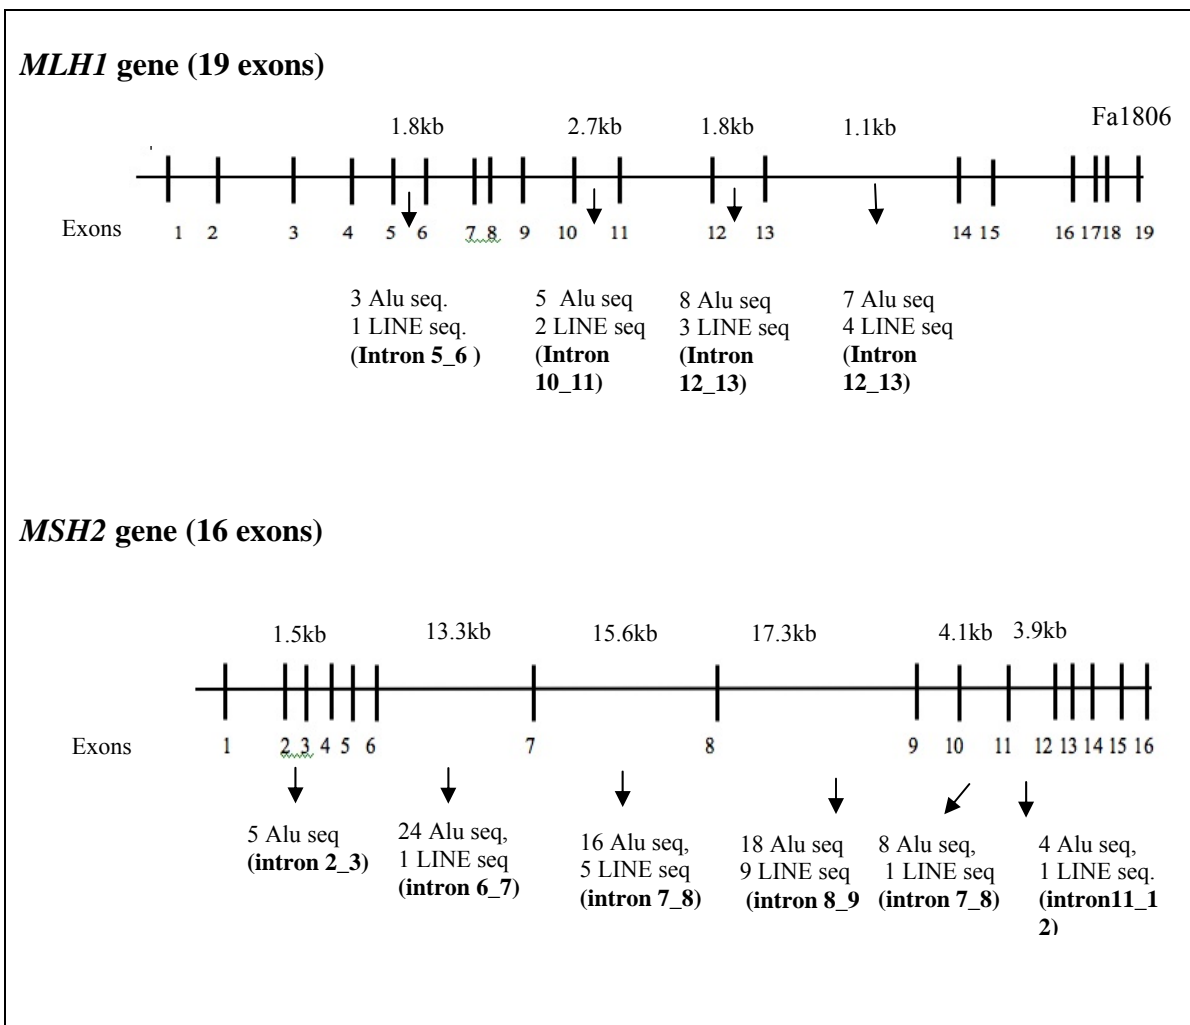 MLH1 gene (19 exons)
Fa1806
1.8kb 2.7kb 1.8kb 1.1kb
Exons 1 2 3 4 5 6 7 8 9 10 11 12 13 14 15 16 17 18 19
3 Alu seq.
1 LINE seq.
(Intron 5_6 )
5 Alu seq
2 LINE seq
(Intron
10_11)
8 Alu seq
3 LINE seq
(Intron
12_13)
7 Alu seq
4 LINE seq
(Intron
12_13)
MSH2 gene (16 exons)
1.5kb 13.3kb 15.6kb 17.3kb 4.1kb 3.9kb
Exons 1 2 3 4 5 6 7 8 9 10 11 12 13 14 15 16
5 Alu seq
(intron 2_3)
24 Alu seq,
1 LINE seq
(intron 6_7)
16 Alu seq,
5 LINE seq
(intron 7_8)
18 Alu seq
9 LINE seq
(intron 8_9
8 Alu seq,
1 LINE seq
(intron 7_8)
4 Alu seq,
1 LINE seq.
(intron11_1
2)